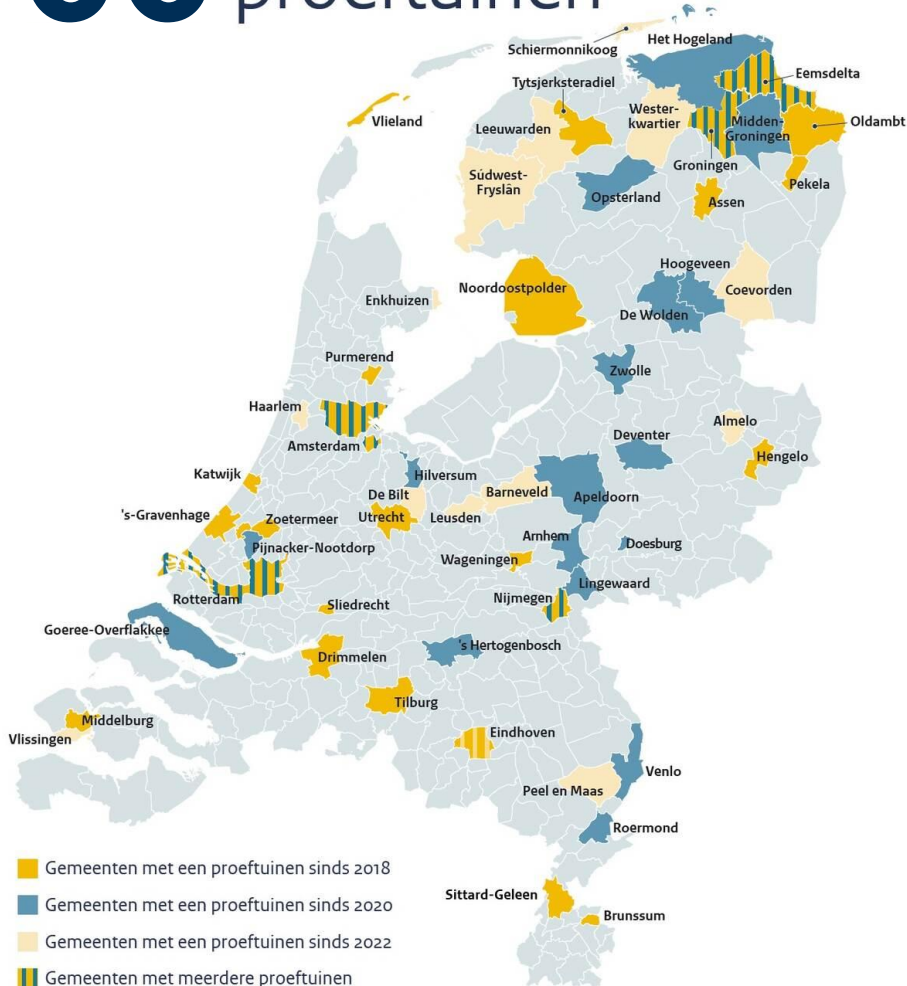 proeftuinen
Schiermonnikoog
Het Hogeland
Tytsjerksteradiel
Eemsdelta
Vlieland
Leeuwarden
Wester-
kwartier
Midden-
Groningen
Oldambt
Groningen
Súdwest-
Fryslân
Opsterland
Assen
Pekela
Hoogeveen
Noordoostpolder
Coevorden
Enkhuizen
De Wolden
Purmerend
Zwolle
Haarlem
Almelo
Amsterdam
Deventer
Hengelo
Katwijk
Hilversum
De Bilt
Barneveld
Apeldoorn
's-Gravenhage
Zoetermeer
Utrecht
Leusden
Pijnacker-Nootdorp
Arnhem
Doesburg
Wageningen
Lingewaard
Rotterdam
Sliedrecht
Nijmegen
Goeree-Overflakkee
's Hertogenbosch
Drimmelen
Tilburg
Middelburg
Vlissingen
Eindhoven
Venlo
Peel en Maas
Roermond
Sittard-Geleen
Brunssum
Gemeenten met een proeftuinen sinds 2018
Gemeenten met een proeftuinen sinds 2020
Gemeenten met een proeftuinen sinds 2022
Gemeenten met meerdere proeftuinen